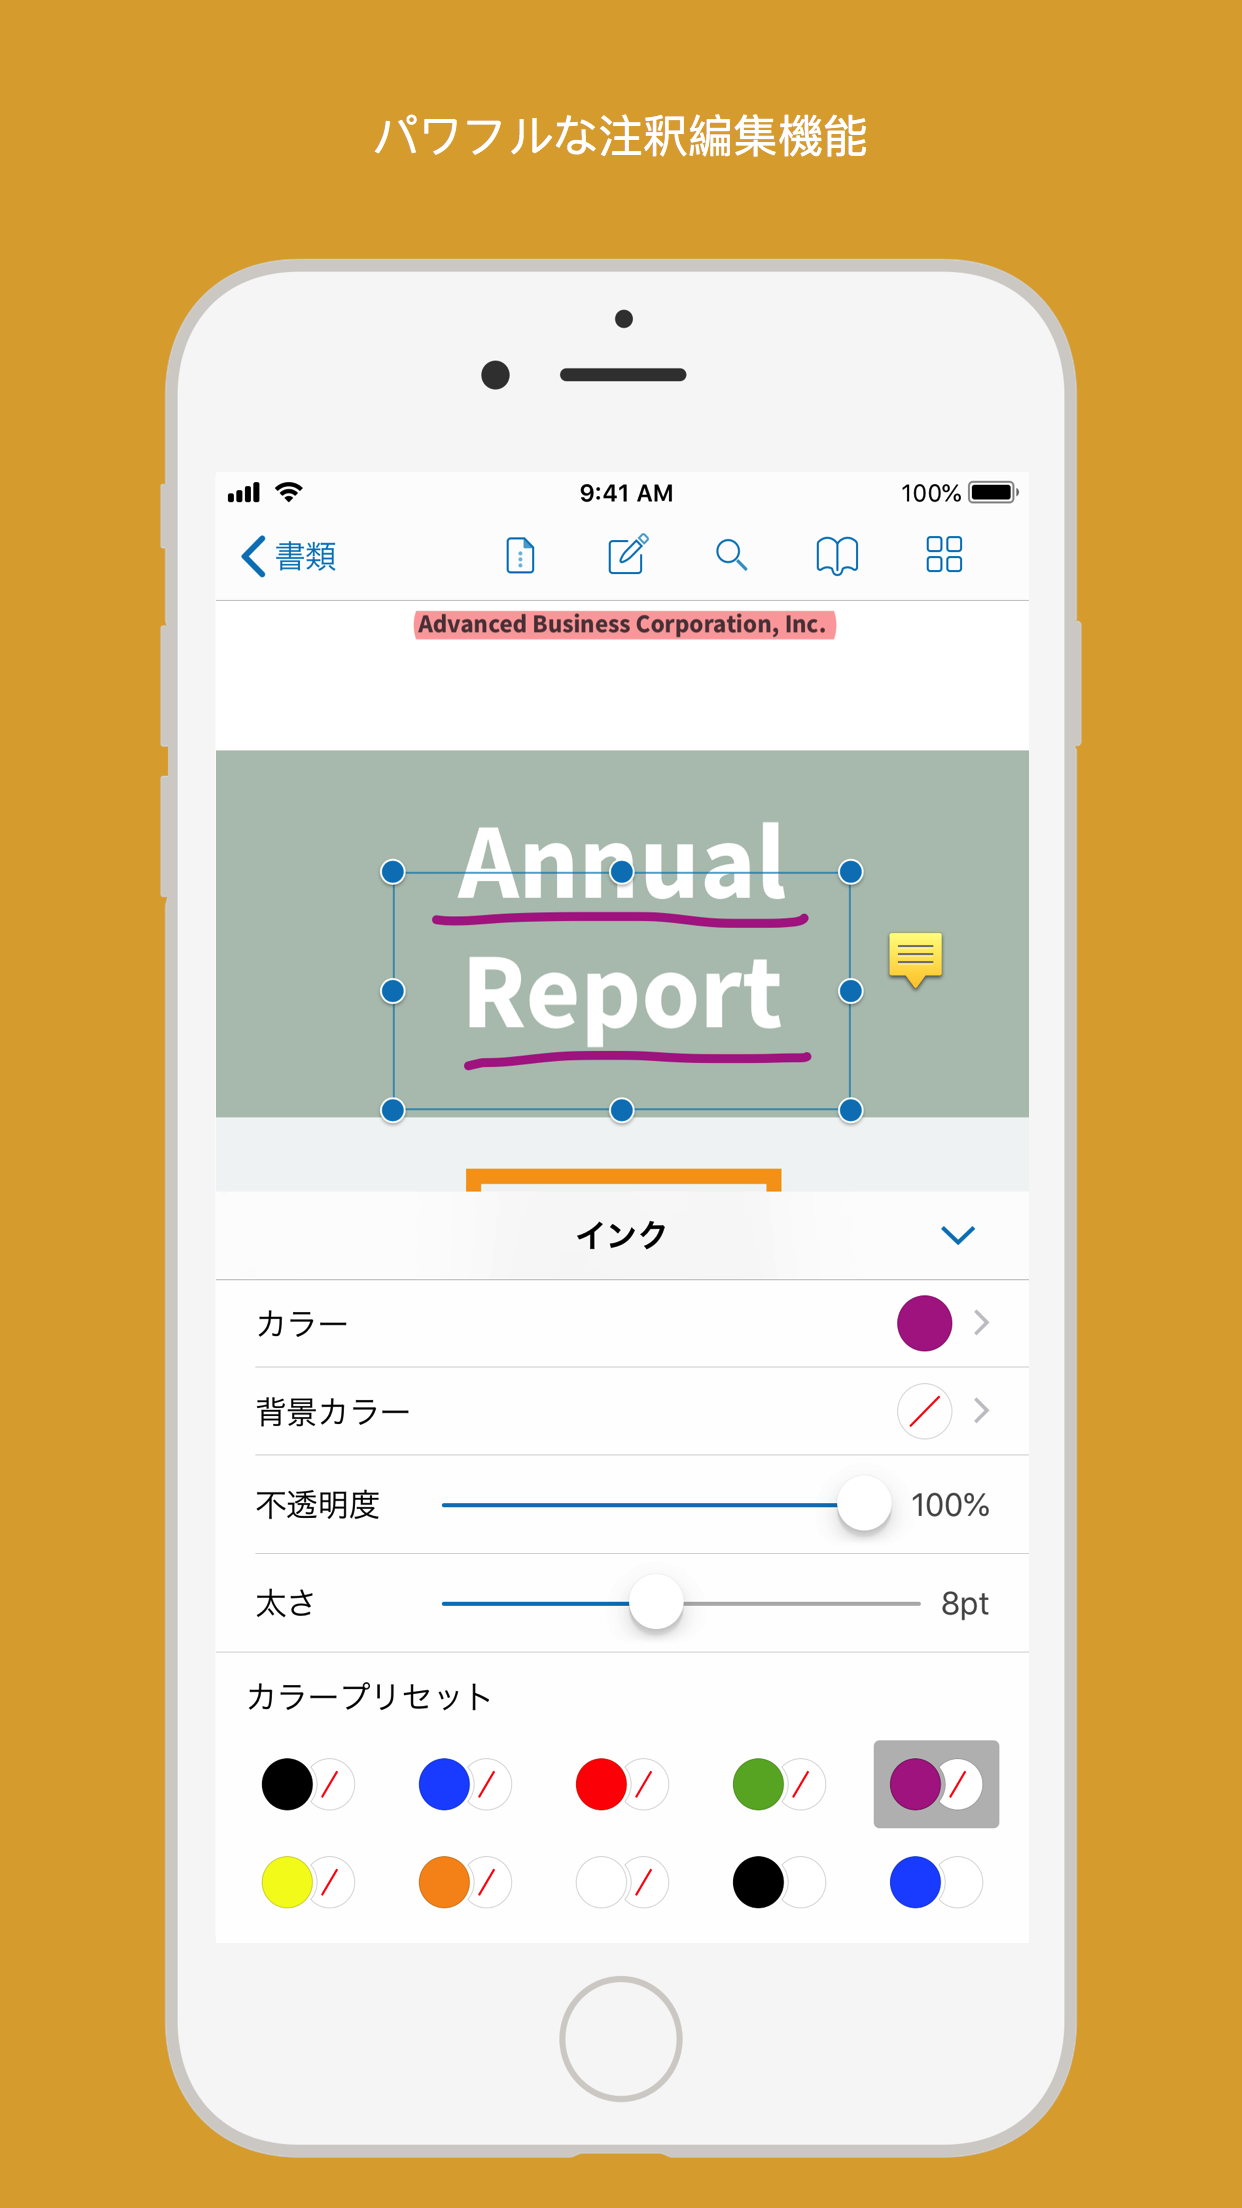 パワフルな注釈編集機能
9:41 AM
100%
書類
Advanced Business Corporation, Inc.
Annual
Report
インク
カラー
背景カラー
不透明度
100%
太さ
8pt
カラープリセット